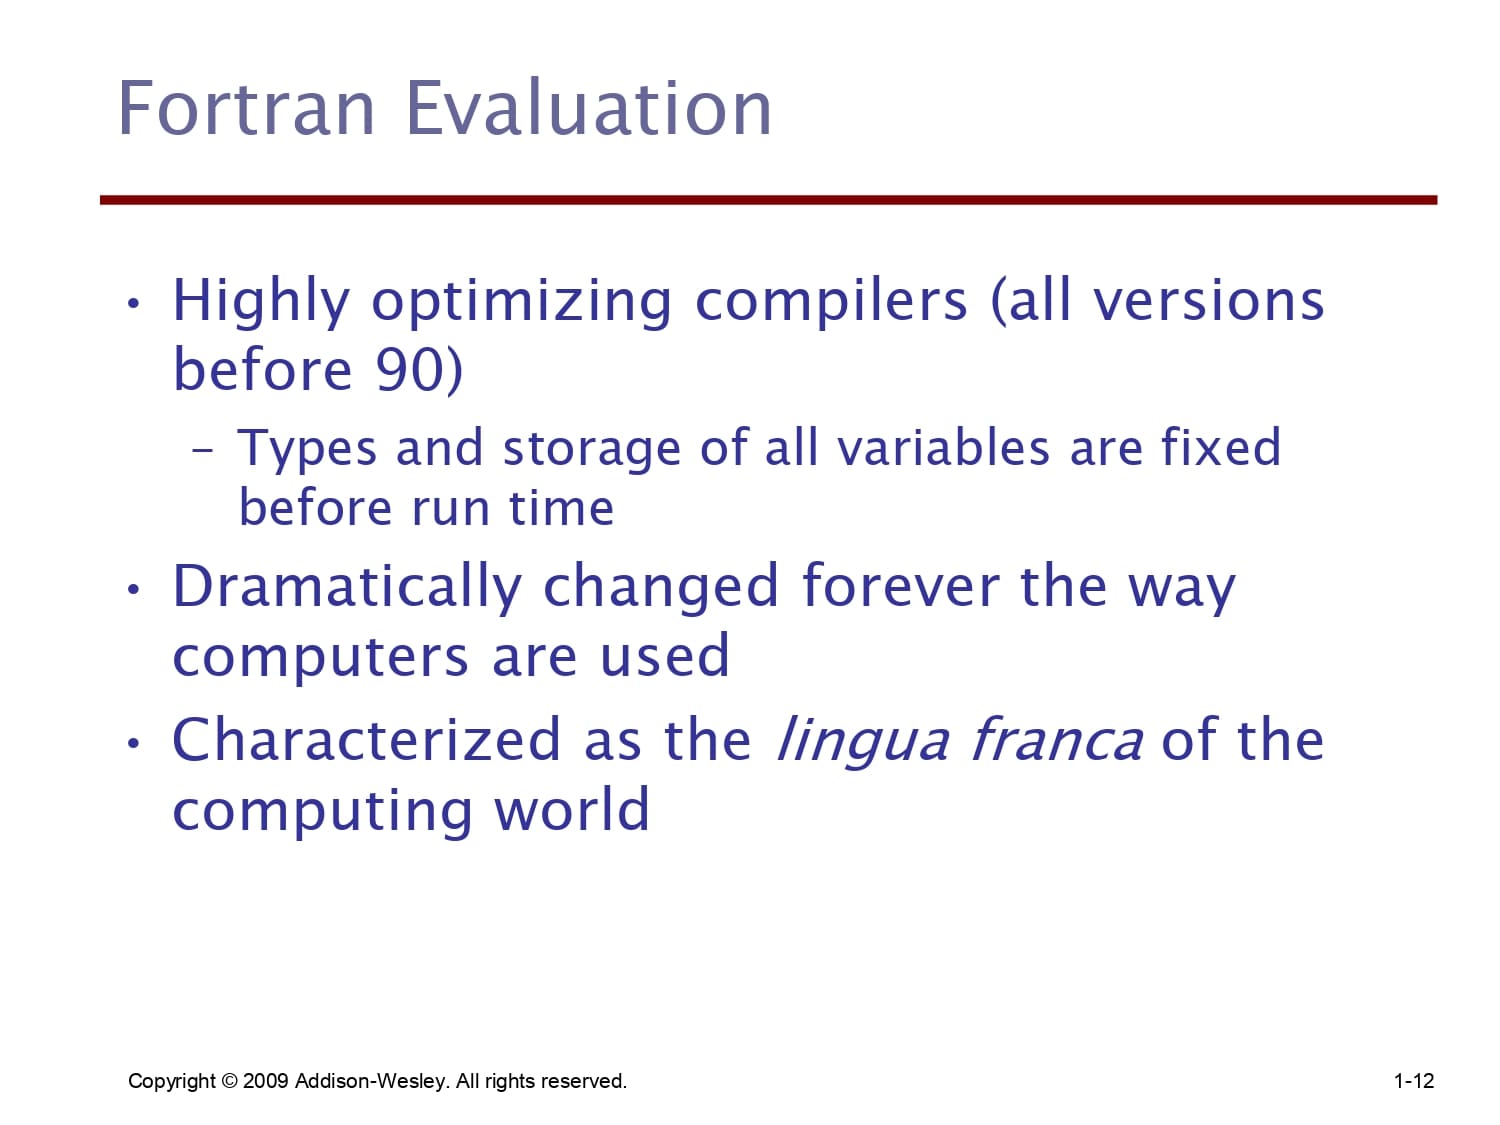 Fortran Evaluation
• Highly optimizing compilers (all versions
before 90)
– Types and storage of all variables are fixed
before run time
• Dramatically changed forever the way
computers are used
• Characterized as the lingua franca of the
computing world
Copyright © 2009 Addison-Wesley. All rights reserved.
1-12